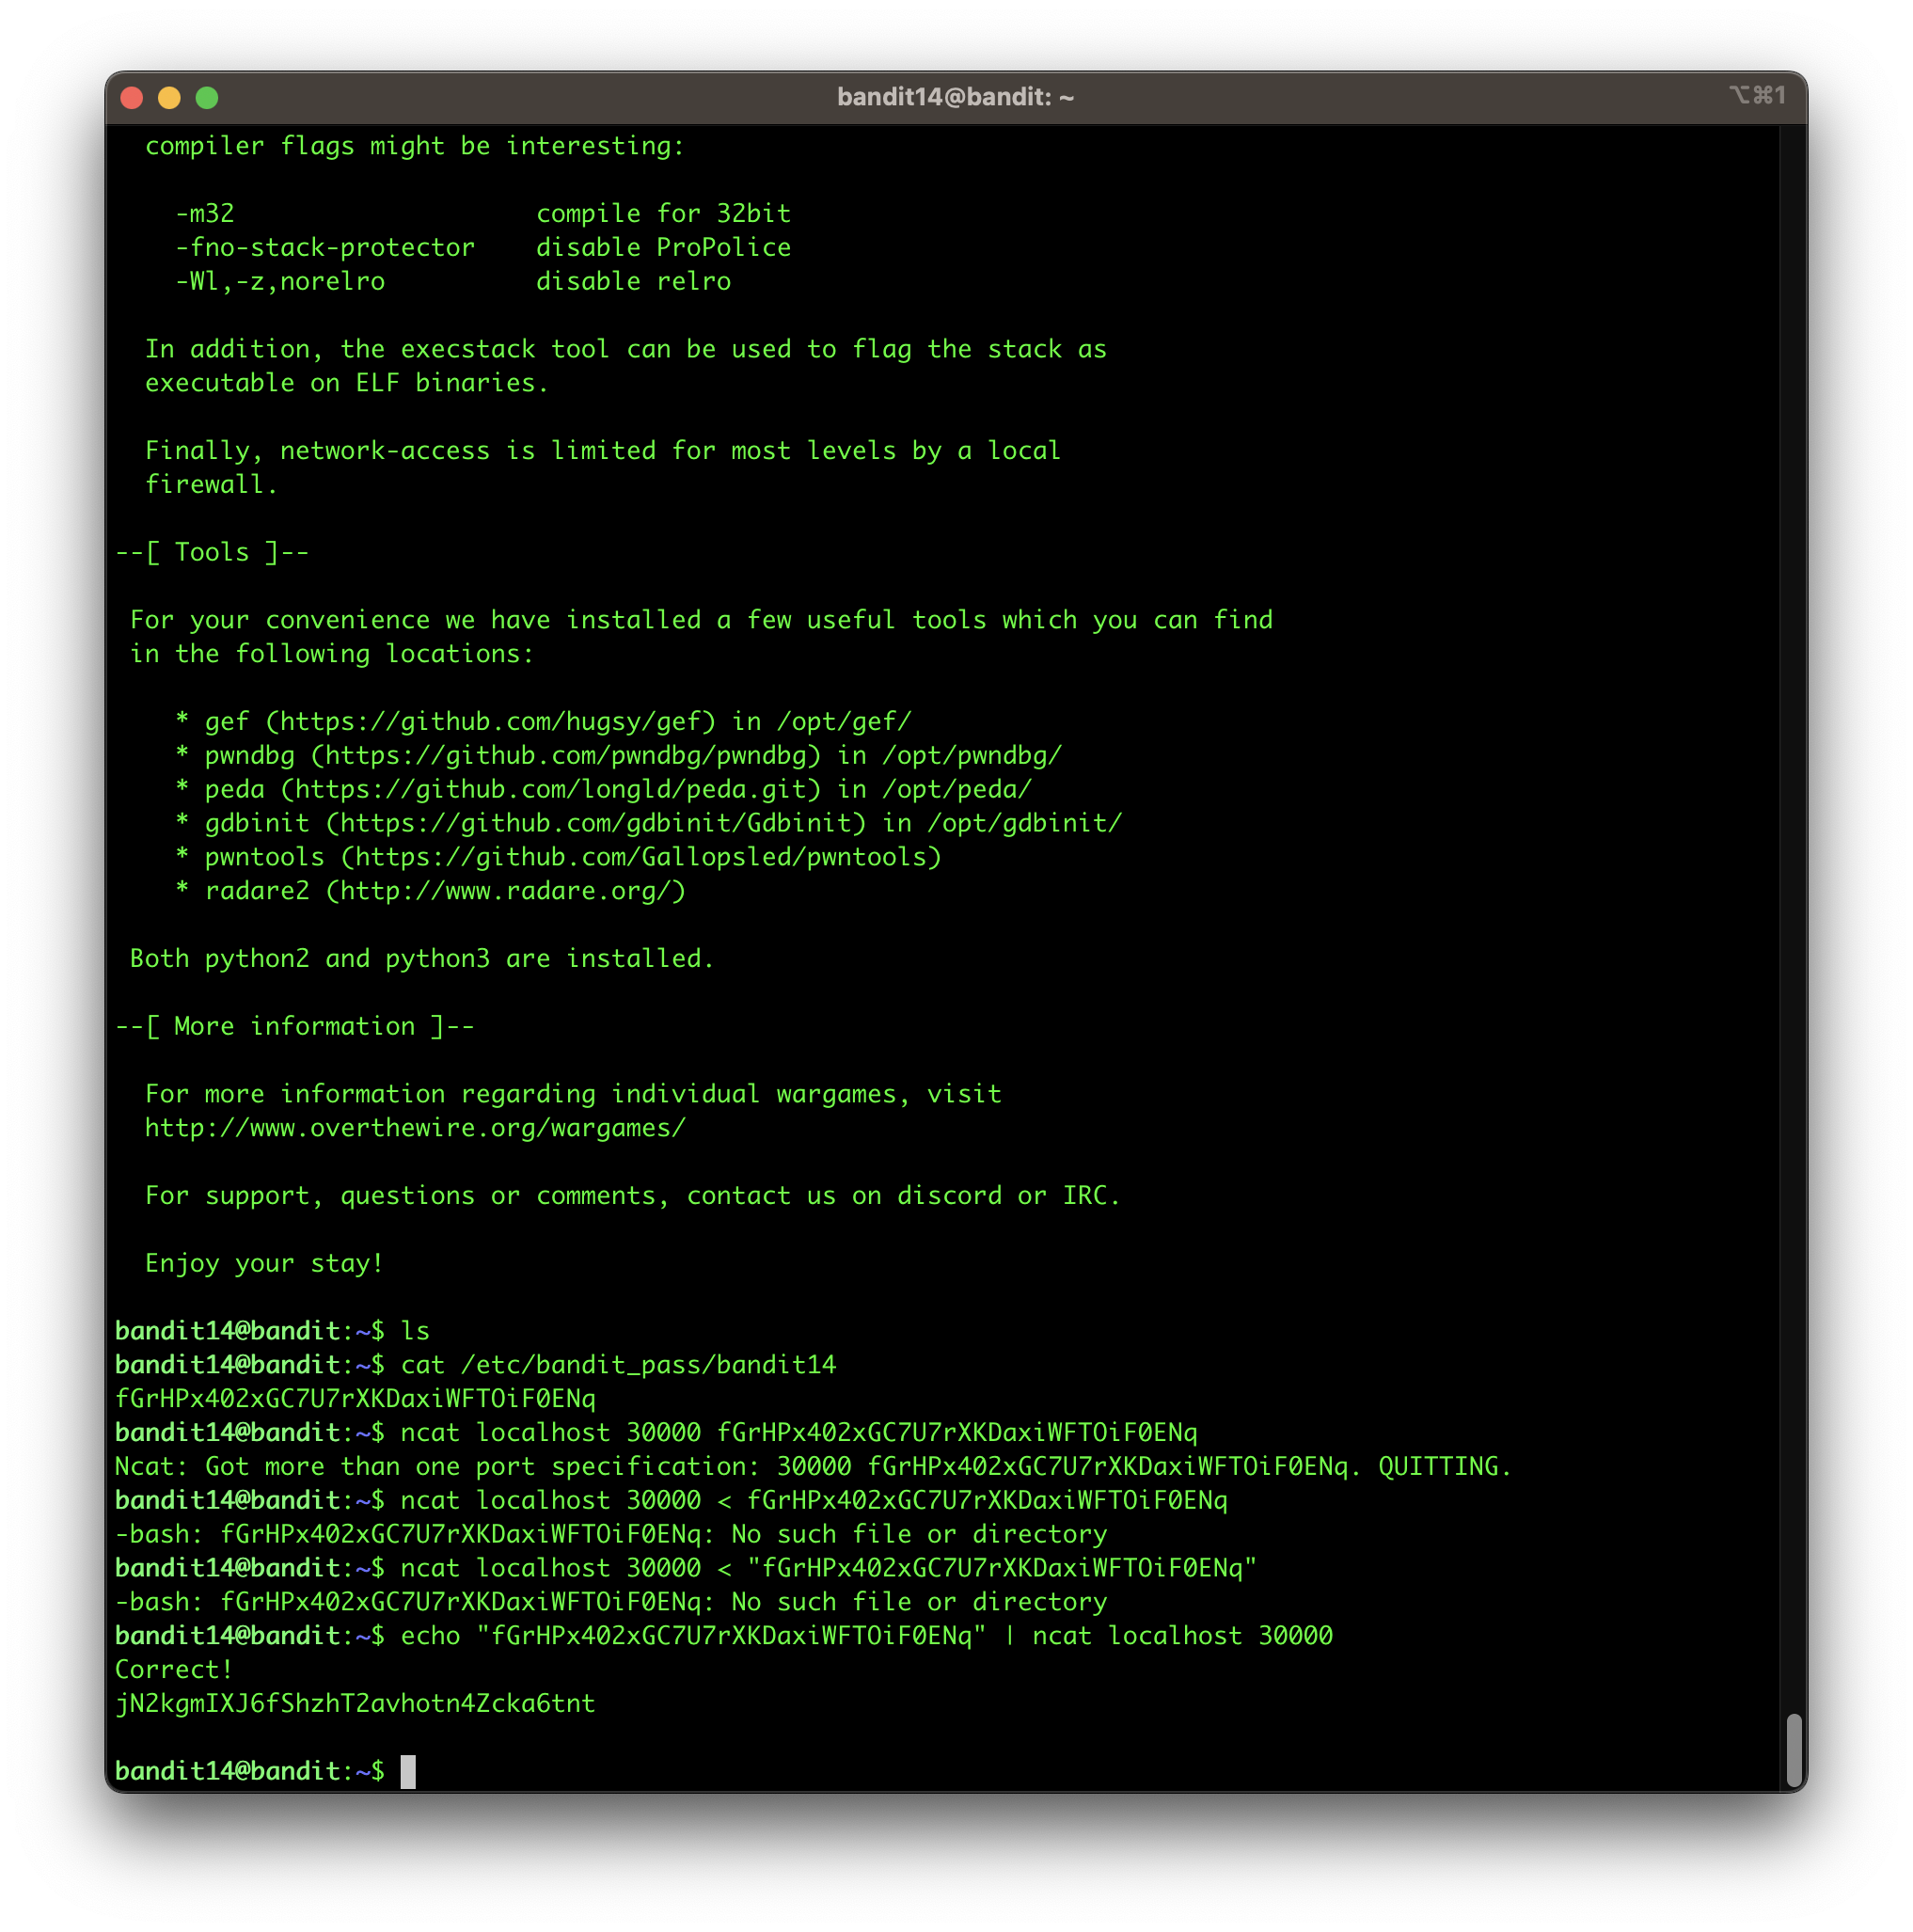 bandit14@bandit: ~
⌥⌘1
compiler flags might be interesting:
-m32                    compile for 32bit
-fno-stack-protector    disable ProPolice
-Wl,-z,norelro          disable relro
In addition, the execstack tool can be used to flag the stack as
executable on ELF binaries.
Finally, network-access is limited for most levels by a local
firewall.
--[ Tools ]--
For your convenience we have installed a few useful tools which you can find
in the following locations:
* gef (https://github.com/hugsy/gef) in /opt/gef/
* pwndbg (https://github.com/pwndbg/pwndbg) in /opt/pwndbg/
* peda (https://github.com/longld/peda.git) in /opt/peda/
* gdbinit (https://github.com/gdbinit/Gdbinit) in /opt/gdbinit/
* pwntools (https://github.com/Gallopsled/pwntools)
* radare2 (http://www.radare.org/)
Both python2 and python3 are installed.
--[ More information ]--
For more information regarding individual wargames, visit
http://www.overthewire.org/wargames/
For support, questions or comments, contact us on discord or IRC.
Enjoy your stay!
bandit14@bandit:~$ ls
bandit14@bandit:~$ cat /etc/bandit_pass/bandit14
fGrHPx402xGC7U7rXKDaxiWFTOiF0ENq
bandit14@bandit:~$ ncat localhost 30000 fGrHPx402xGC7U7rXKDaxiWFTOiF0ENq
Ncat: Got more than one port specification: 30000 fGrHPx402xGC7U7rXKDaxiWFTOiF0ENq. QUITTING.
bandit14@bandit:~$ ncat localhost 30000 < fGrHPx402xGC7U7rXKDaxiWFTOiF0ENq
-bash: fGrHPx402xGC7U7rXKDaxiWFTOiF0ENq: No such file or directory
bandit14@bandit:~$ ncat localhost 30000 < "fGrHPx402xGC7U7rXKDaxiWFTOiF0ENq"
-bash: fGrHPx402xGC7U7rXKDaxiWFTOiF0ENq: No such file or directory
bandit14@bandit:~$ echo "fGrHPx402xGC7U7rXKDaxiWFTOiF0ENq" | ncat localhost 30000
Correct!
jN2kgmIXJ6fShzhT2avhotn4Zcka6tnt
bandit14@bandit:~$